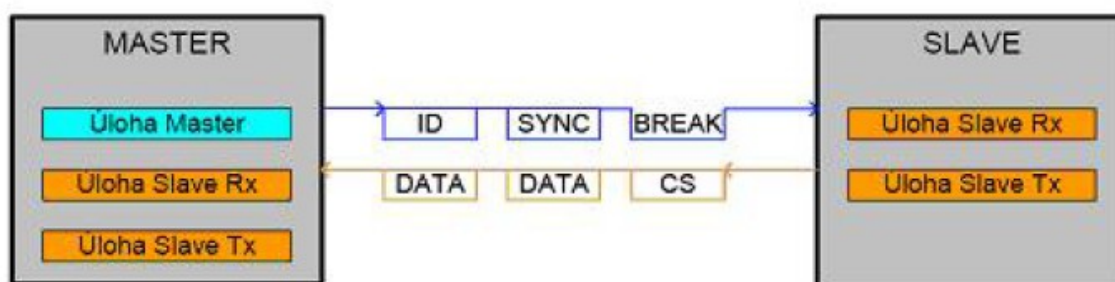 MASTER
SLAVE
Úloha Master
ID
SYNC
BREAK
Úloha Slave Rx
Úloha Slave Rx
DATA
DATA
CS
Úloha Slave Tx
Úloha Slave Tx